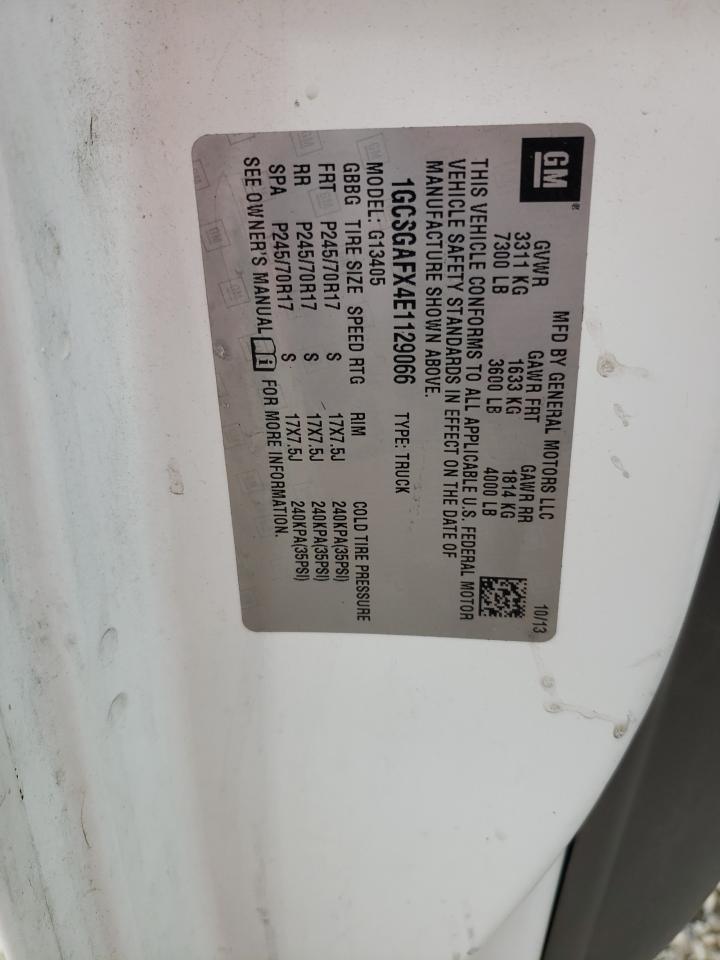 GM®
MFD BY GENERAL MOTORS LLC 10/13
GVWR GAWR FRT GAWR RR
3311 KG 1633 KG 1814 KG
7300 LB 3600 LB 4000 LB
THIS VEHICLE CONFORMS TO ALL APPLICABLE U.S. FEDERAL MOTOR
VEHICLE SAFETY STANDARDS IN EFFECT ON THE DATE OF
MANUFACTURE SHOWN ABOVE.
1GCSGAFX4E1129066 TYPE: TRUCK
MODEL: G13405
GBBG TIRE SIZE SPEED RTG RIM COLD TIRE PRESSURE
FRT P245/70R17 S 17X7.5J 240KPA(35PSI)
RR P245/70R17 S 17X7.5J 240KPA(35PSI)
SPA P245/70R17 S 17X7.5J 240KPA(35PSI)
SEE OWNER'S MANUAL FOR MORE INFORMATION.